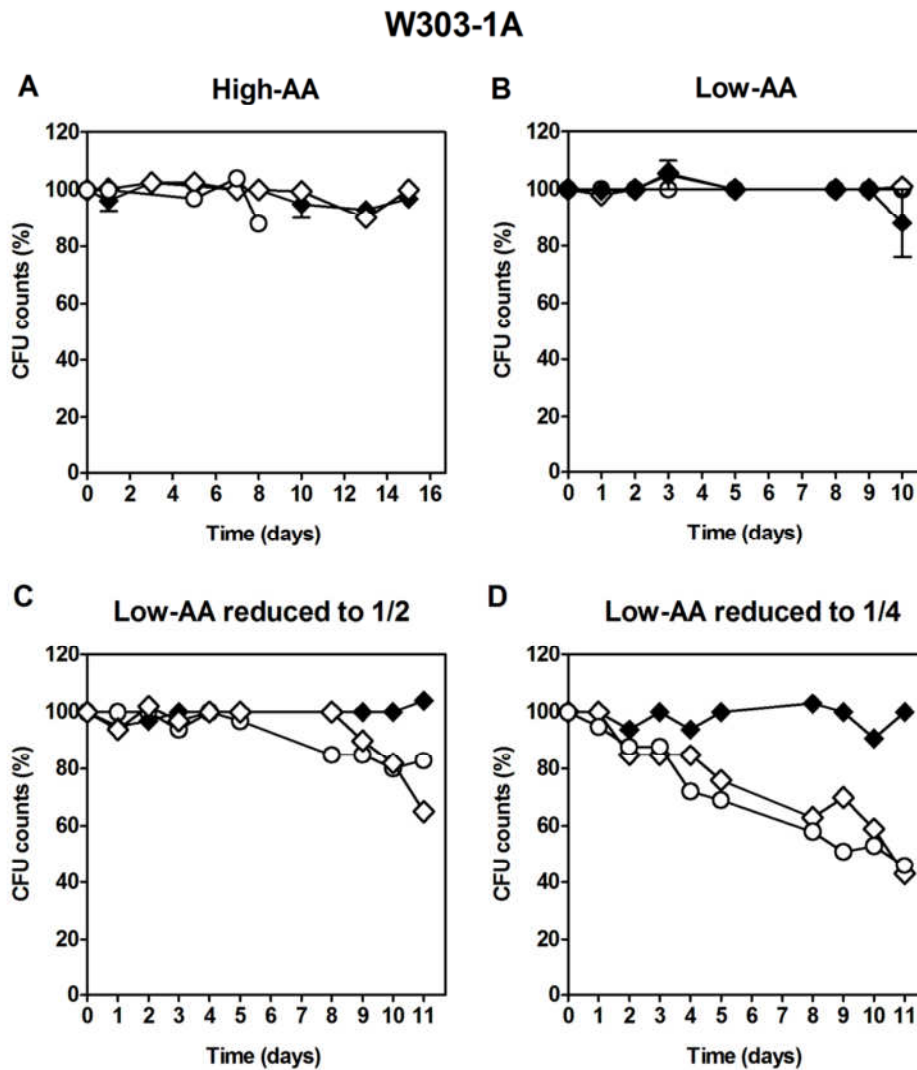 W303-1A
A
High-AA
120
100
80
60
40
20
0
CFU counts (%)
0 2 4 6 8 10 12 14 16
Time (days)
B
Low-AA
120
100
80
60
40
20
0
CFU counts (%)
0 1 2 3 4 5 6 7 8 9 10
Time (days)
C
Low-AA reduced to 1/2
120
100
80
60
40
20
0
CFU counts (%)
0 1 2 3 4 5 6 7 8 9 10 11
Time (days)
D
Low-AA reduced to 1/4
120
100
80
60
40
20
0
CFU counts (%)
0 1 2 3 4 5 6 7 8 9 10 11
Time (days)